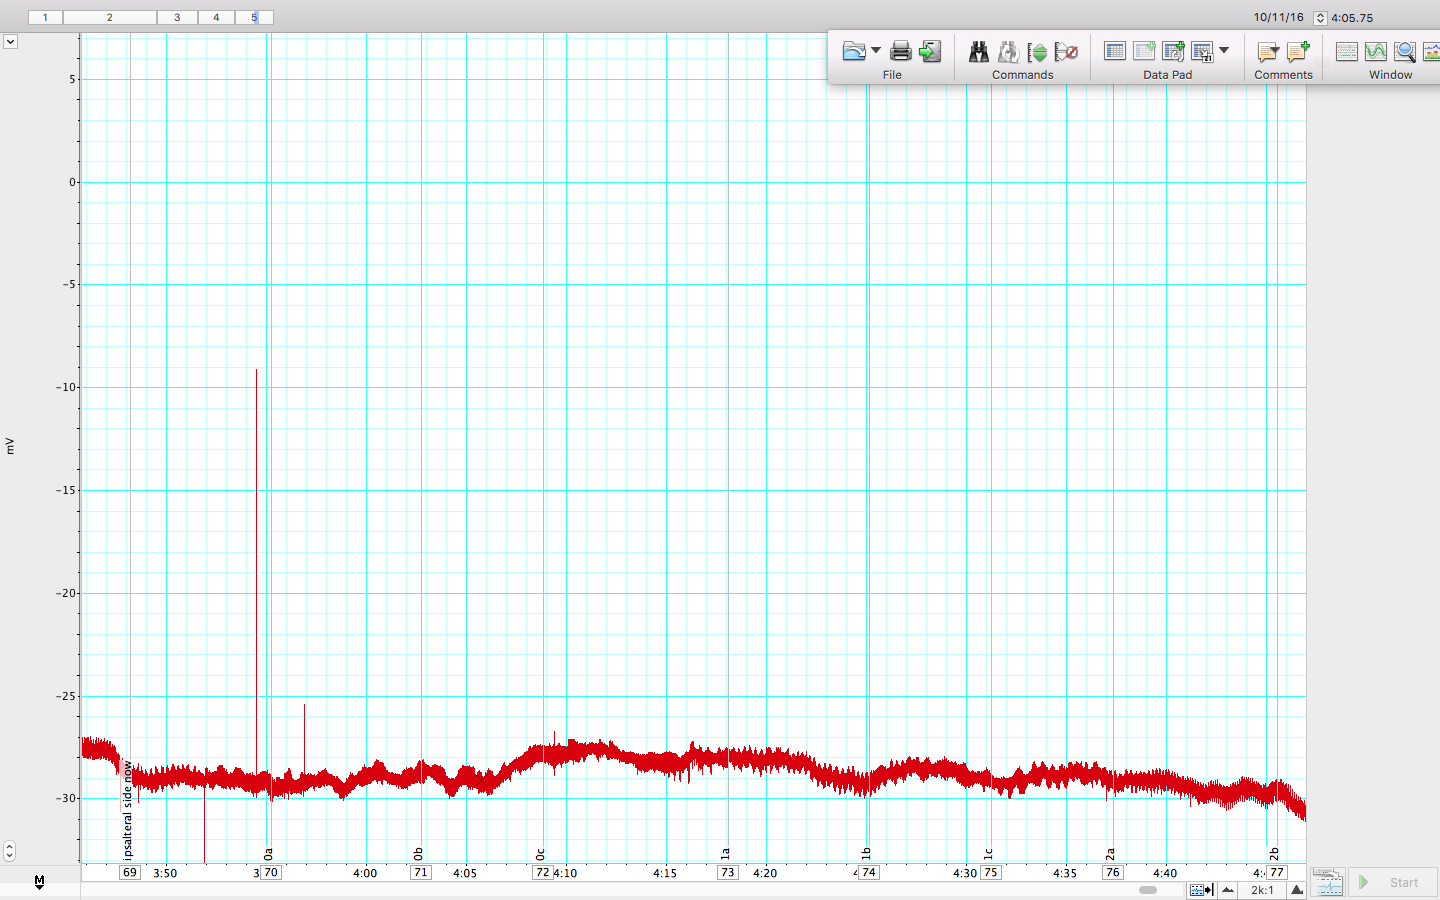 1 2 3 4 5
10/11/16 4:05.75
File Commands Data Pad Comments Window
5
0
-5
-10
-15
-20
-25
-30
mV
ipsalteral side now
0a
0b
0c
1a
1b
1c
2a
2b
69 3:50 3 70 4:00 71 4:05 72 4:10 4:15 73 4:20 74 4:30 75 4:35 76 4:40 4: 77
M
2k:1
Start